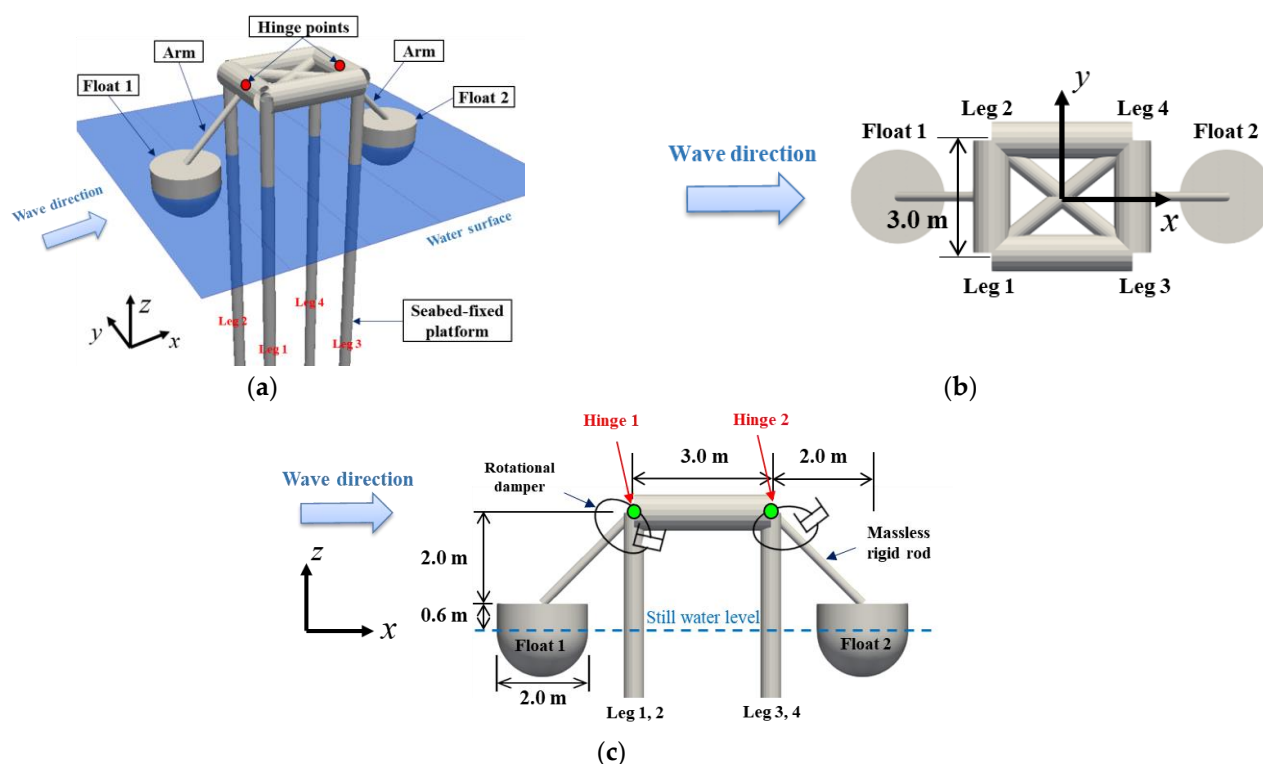 Hinge points
Arm
Arm
Float 1
Float 2
Wave direction
Water surface
Leg 4
Leg 2
Leg 1
Leg 3
Seabed-fixed
platform
z
y
x
(a)
y
Leg 2
Leg 4
Float 1
Float 2
Wave direction
3.0 m
x
Leg 1
Leg 3
(b)
Hinge 1
Hinge 2
Wave direction
Rotational
damper
3.0 m
2.0 m
z
2.0 m
Massless
rigid rod
0.6 m
Still water level
x
Float 1
Float 2
2.0 m
Leg 1, 2
Leg 3, 4
(c)